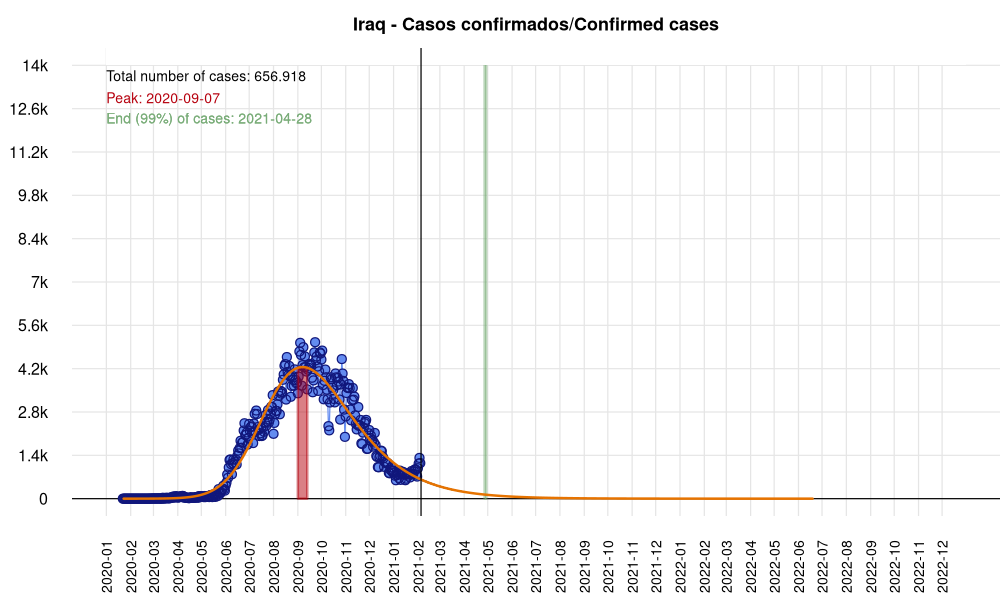 Iraq - Casos confirmados/Confirmed cases
Total number of cases: 656.918
Peak: 2020-09-07
End (99%) of cases: 2021-04-28
14k
12.6k
11.2k
9.8k
8.4k
7k
5.6k
4.2k
2.8k
1.4k
0
2020-01
2020-02
2020-03
2020-04
2020-05
2020-06
2020-07
2020-08
2020-09
2020-10
2020-11
2020-12
2021-01
2021-02
2021-03
2021-04
2021-05
2021-06
2021-07
2021-08
2021-09
2021-10
2021-11
2021-12
2022-01
2022-02
2022-03
2022-04
2022-05
2022-06
2022-07
2022-08
2022-09
2022-10
2022-11
2022-12